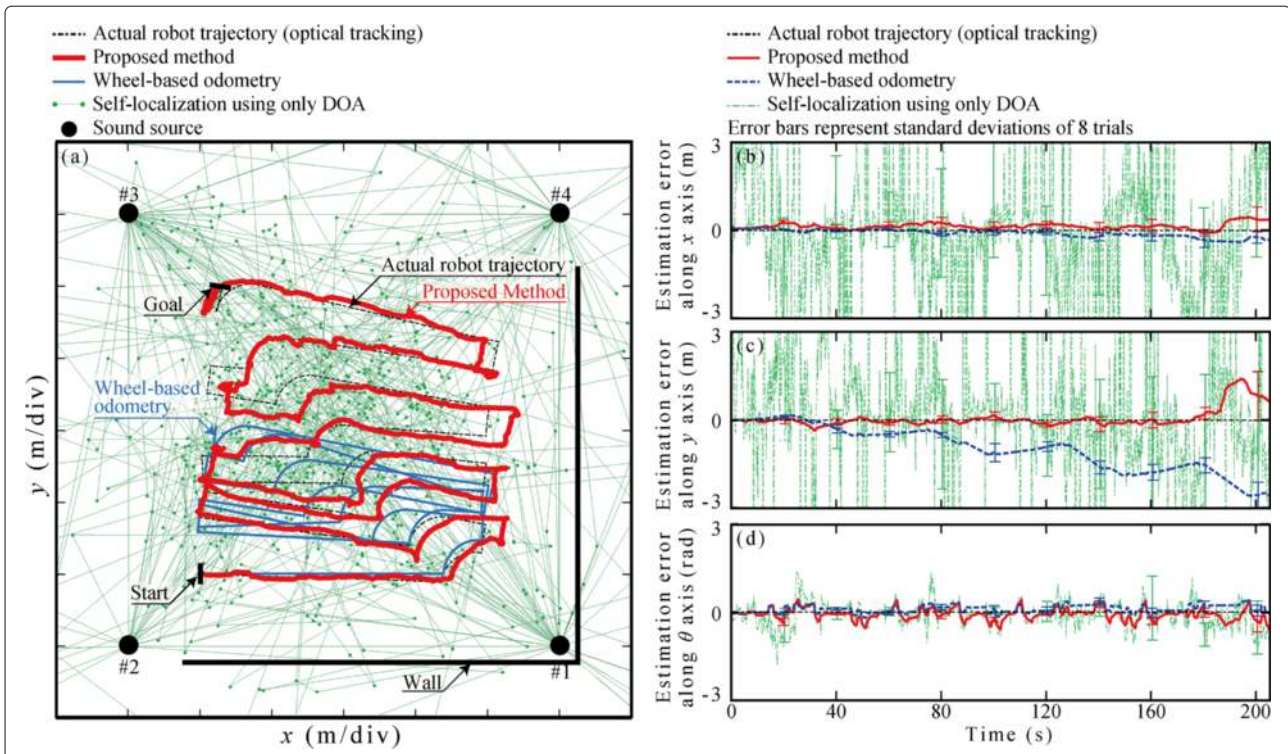 Actual robot trajectory (optical tracking)
Proposed method
Wheel-based odometry
Self-localization using only DOA
Sound source
(a)
#3
#4
Actual robot trajectory
Proposed Method
Goal
Wheel-based
odometry
Start
#2
#1
Wall
y (m/div)
x (m/div)
Actual robot trajectory (optical tracking)
Proposed method
Wheel-based odometry
Self-localization using only DOA
Error bars represent standard deviations of 8 trials
(b)
Estimation error
along x axis (m)
3
0
-3
(c)
Estimation error
along y axis (m)
3
0
-3
(d)
Estimation error
along θ axis (rad)
3
0
-3
0 40 80 120 160 200
Time (s)